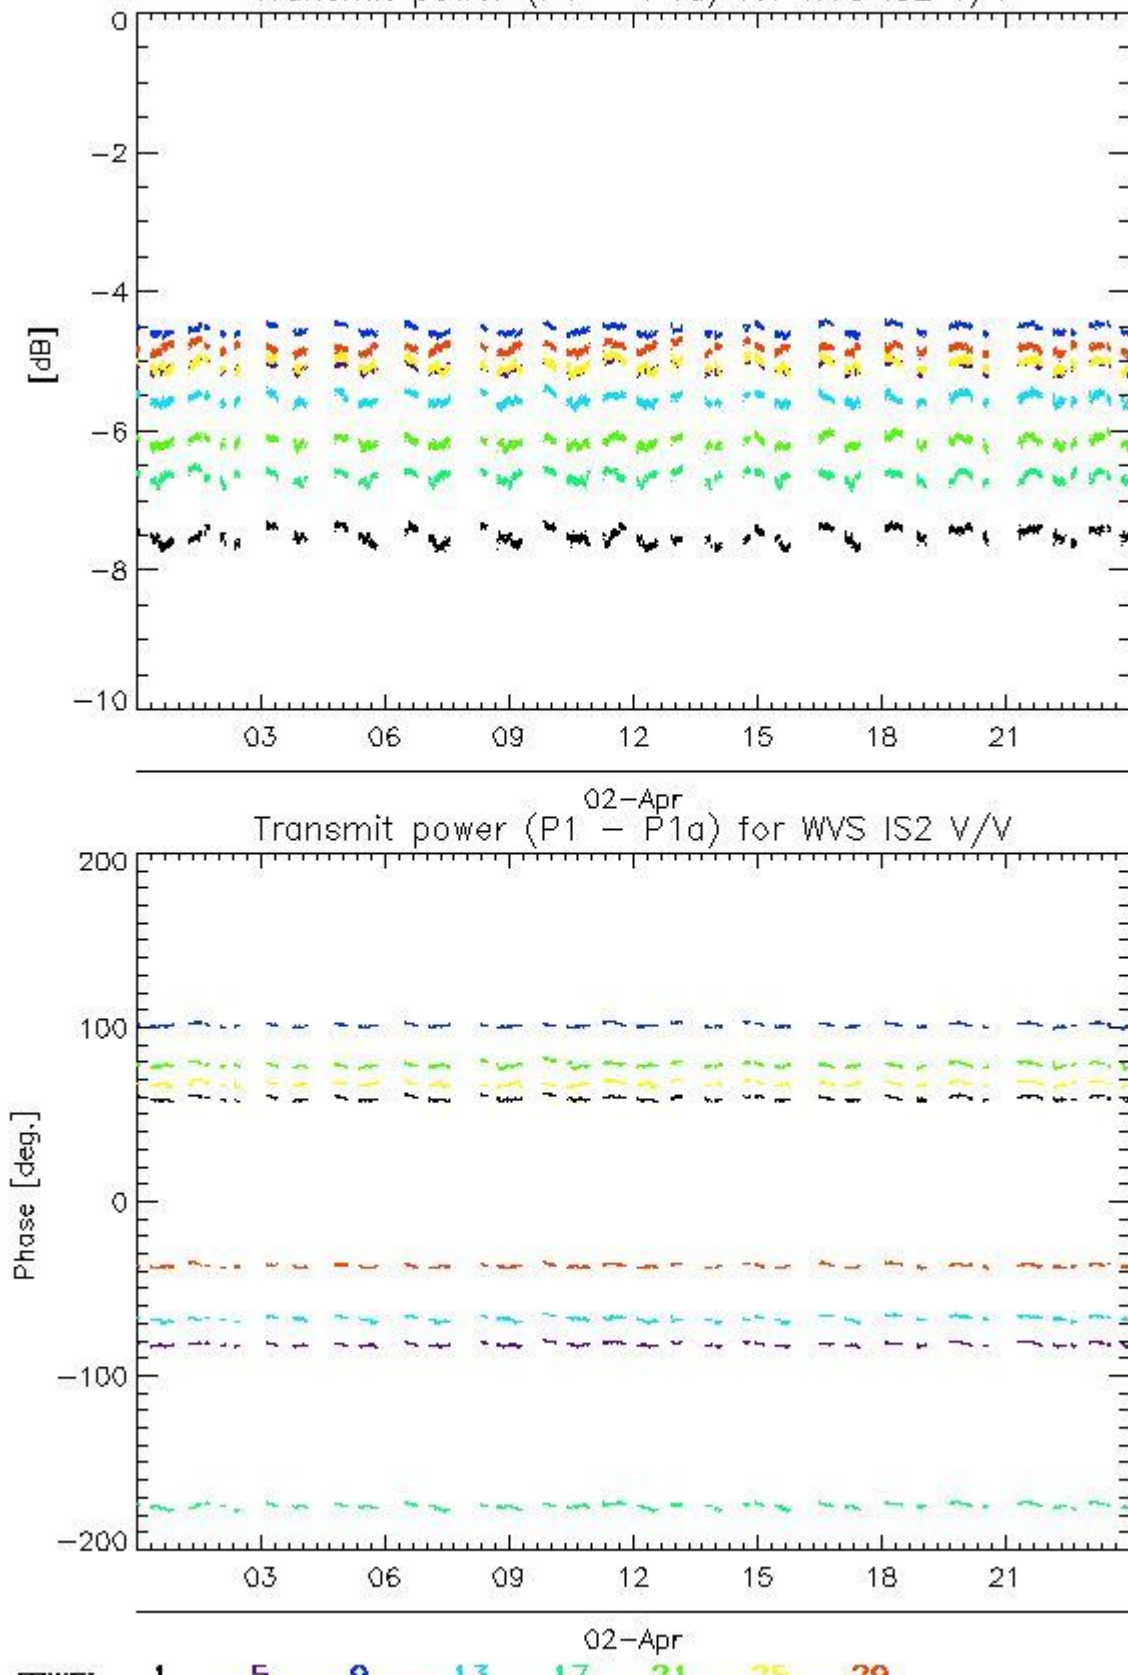 0
−2
−4
[dB]
−6
−8
−10
03 06 09 12 15 18 21
02−Apr
Transmit power (P1 − P1a) for WVS IS2 V/V
200
100
Phase [deg.]
0
−100
−200
03 06 09 12 15 18 21
02−Apr
1 5 9 13 17 21 25 29